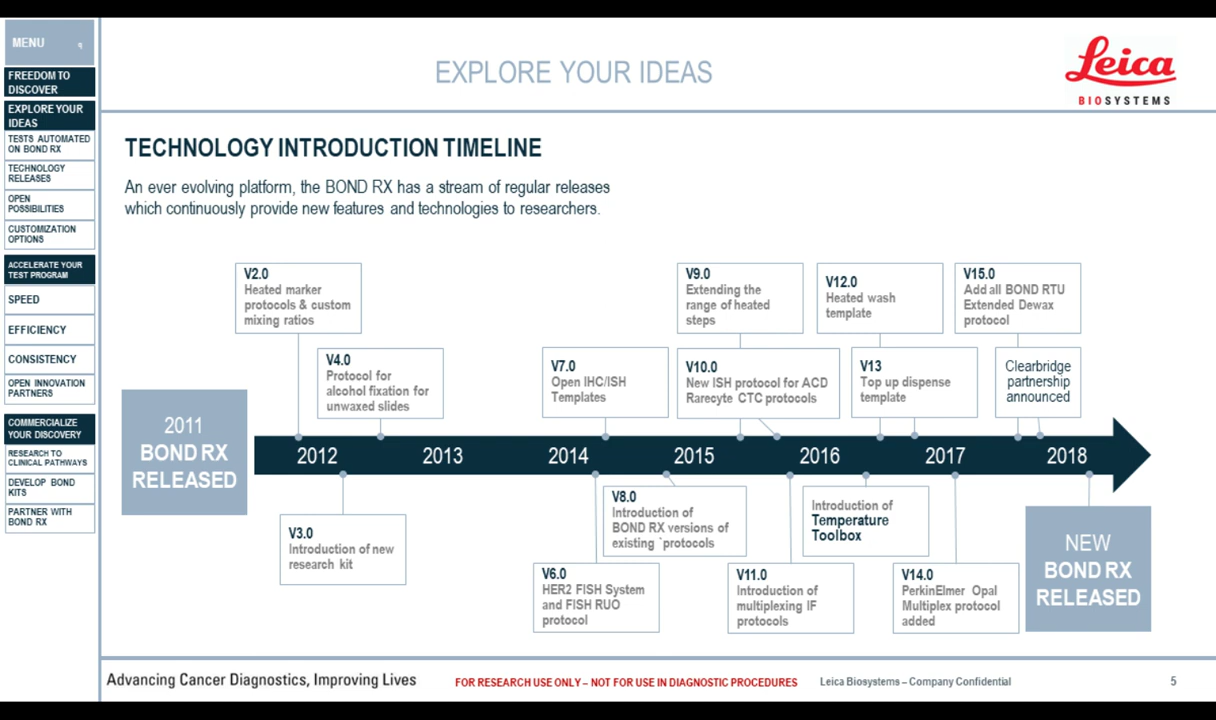 MENU
FREEDOM TO
DISCOVER
EXPLORE YOUR
IDEAS
TESTS AUTOMATED
ON BOND RX
TECHNOLOGY
RELEASES
OPEN
POSSIBILITIES
CUSTOMIZATION
OPTIONS
ACCELERATE YOUR
TEST PROGRAM
SPEED
EFFICIENCY
CONSISTENCY
OPEN INNOVATION
PARTNERS
COMMERCIALIZE
YOUR DISCOVERY
RESEARCH TO
CLINICAL PATHWAYS
DEVELOP BOND
KITS
PARTNER WITH
BOND RX
EXPLORE YOUR IDEAS
Leica
BIOSYSTEMS
TECHNOLOGY INTRODUCTION TIMELINE
An ever evolving platform, the BOND RX has a stream of regular releases
which continuously provide new features and technologies to researchers.
V2.0
Heated marker
protocols & custom
mixing ratios
V9.0
Extending the
range of heated
steps
V12.0
Heated wash
template
V15.0
Add all BOND RTU
Extended Dewax
protocol
V4.0
Protocol for
alcohol fixation for
unwaxed slides
V7.0
Open IHC/ISH
Templates
V10.0
New ISH protocol for ACD
Rarecyte CTC protocols
V13
Top up dispense
template
Clearbridge
partnership
announced
2011
BOND RX
RELEASED
2012 2013 2014 2015 2016 2017 2018
V3.0
Introduction of new
research kit
V8.0
Introduction of
BOND RX versions of
existing `protocols
Introduction of
Temperature
Toolbox
V6.0
HER2 FISH System
and FISH RUO
protocol
V11.0
Introduction of
multiplexing IF
protocols
V14.0
PerkinElmer Opal
Multiplex protocol
added
NEW
BOND RX
RELEASED
Advancing Cancer Diagnostics, Improving Lives
FOR RESEARCH USE ONLY – NOT FOR USE IN DIAGNOSTIC PROCEDURES
Leica Biosystems – Company Confidential
5